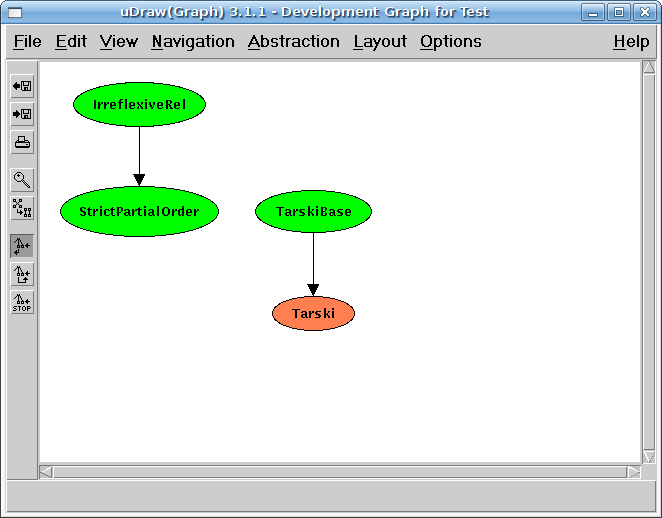 uDraw(Graph) 3.1.1 - Development Graph for Test
File Edit View Navigation Abstraction Layout Options Help
IrreflexiveRel
StrictPartialOrder TarskiBase
Tarski
STOP